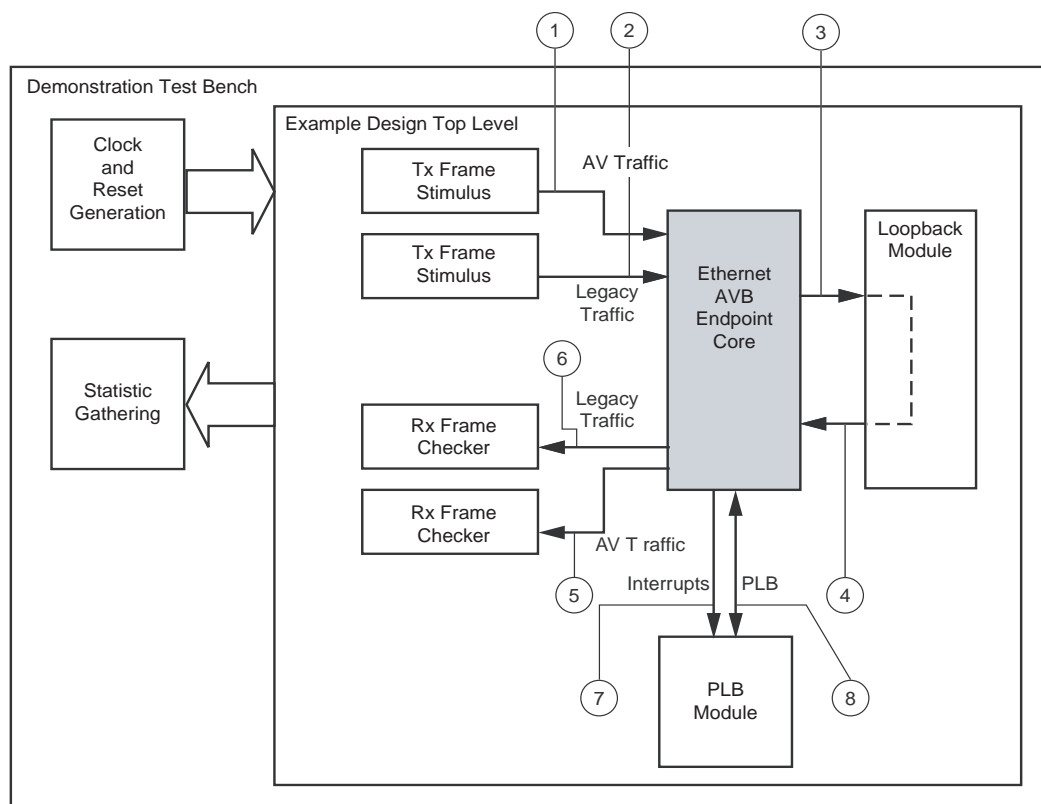 1
2
3
Demonstration Test Bench
Clock
and
Reset
Generation
Example Design Top Level
Tx Frame
Stimulus
AV Traffic
Tx Frame
Stimulus
Legacy
Traffic
Ethernet
AVB
Endpoint
Core
Loopback
Module
6
Legacy
Traffic
Statistic
Gathering
Rx Frame
Checker
Rx Frame
Checker
AV T raffic
5
4
Interrupts
PLB
7
8
PLB
Module